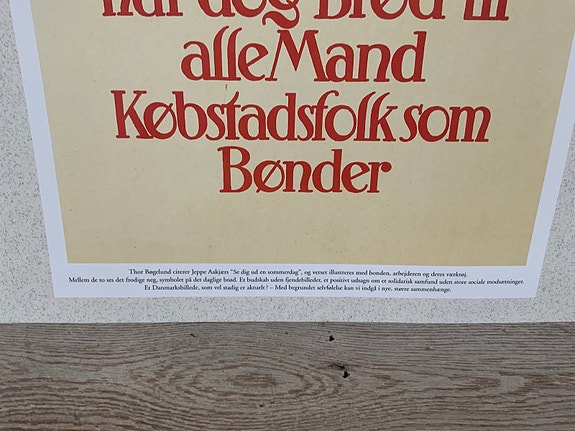 har dog Brød til
alle Mand
Købstadsfolk som
Bønder
Thor Bøgelund citerer Jeppe Aakjærs "Se dig ud en sommerdag", og verset illustreres med bonden, arbejderen og deres værktøj.
Mellem de to ses det frodige neg, symbolet på det daglige brød. Et budskab uden fjendebilleder, et positivt udsagn om et solidarisk samfund uden store sociale modsætninger.
Et Danmarksbillede, som vel stadig er aktuelt? – Med begrundet selvfølelse kan vi indgå i nye, større sammenhænge.